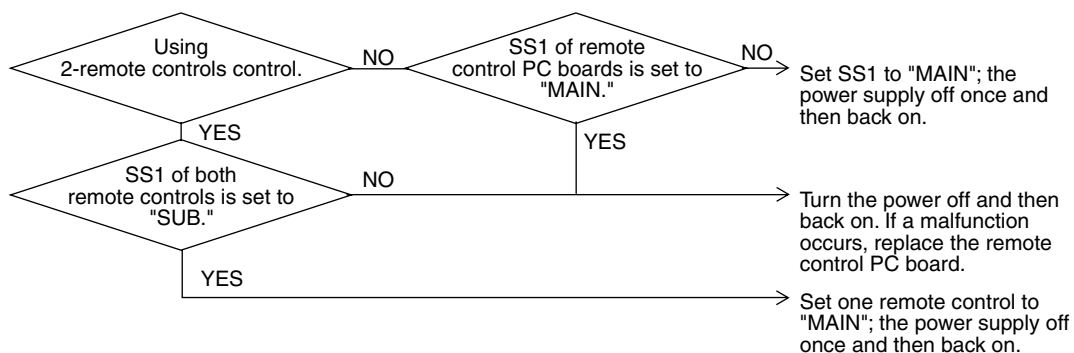 Using
2-remote controls control.
NO
SS1 of remote
control PC boards is set to
"MAIN."
NO
Set SS1 to "MAIN"; the
power supply off once and
then back on.
YES
YES
SS1 of both
remote controls is set to
"SUB."
NO
Turn the power off and then
back on. If a malfunction
occurs, replace the remote
control PC board.
YES
Set one remote control to
"MAIN"; the power supply off
once and then back on.